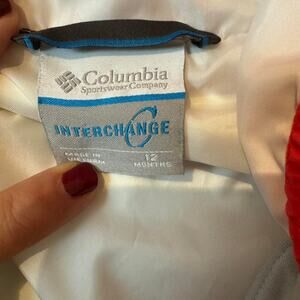 Columbia
Sportswear Company
INTERCHANGE
MADE IN
VIETNAM
12
MONTHS